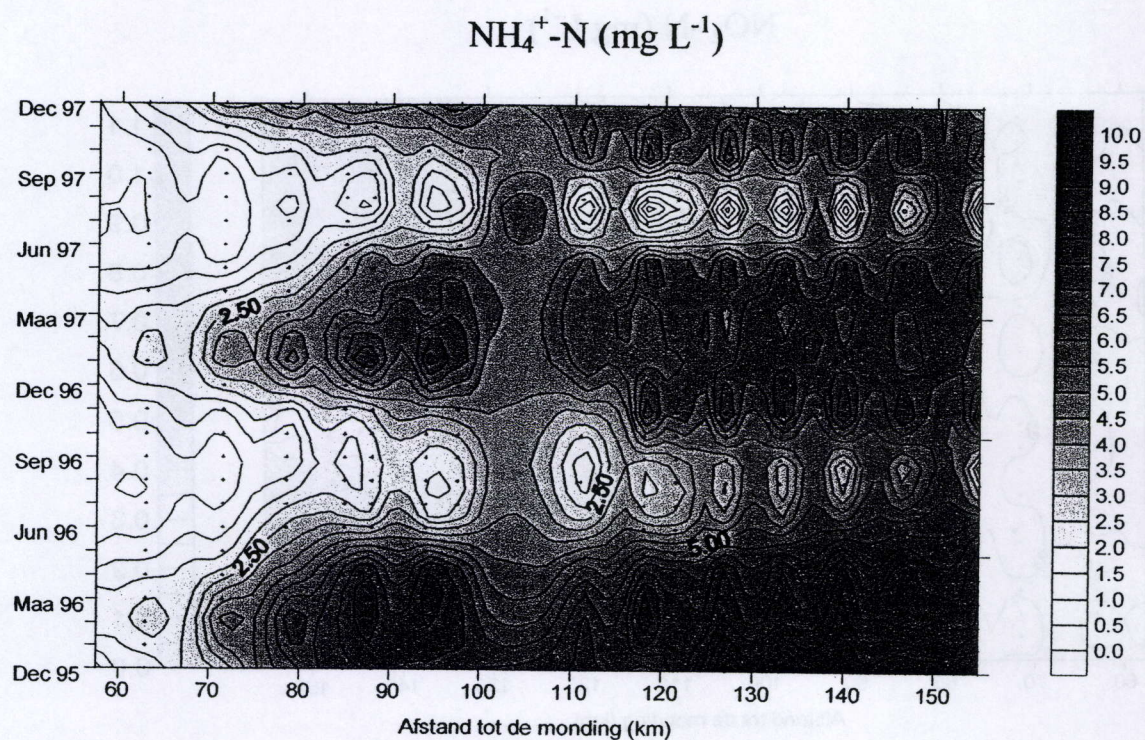 NH₄⁺-N (mg L⁻¹)
Dec 97
Sep 97
Jun 97
Maa 97
Dec 96
Sep 96
Jun 96
Maa 96
Dec 95
2.50
2.50
2.50
5.00
60 70 80 90 100 110 120 130 140 150
Afstand tot de monding (km)
10.0
9.5
9.0
8.5
8.0
7.5
7.0
6.5
6.0
5.5
5.0
4.5
4.0
3.5
3.0
2.5
2.0
1.5
1.0
0.5
0.0